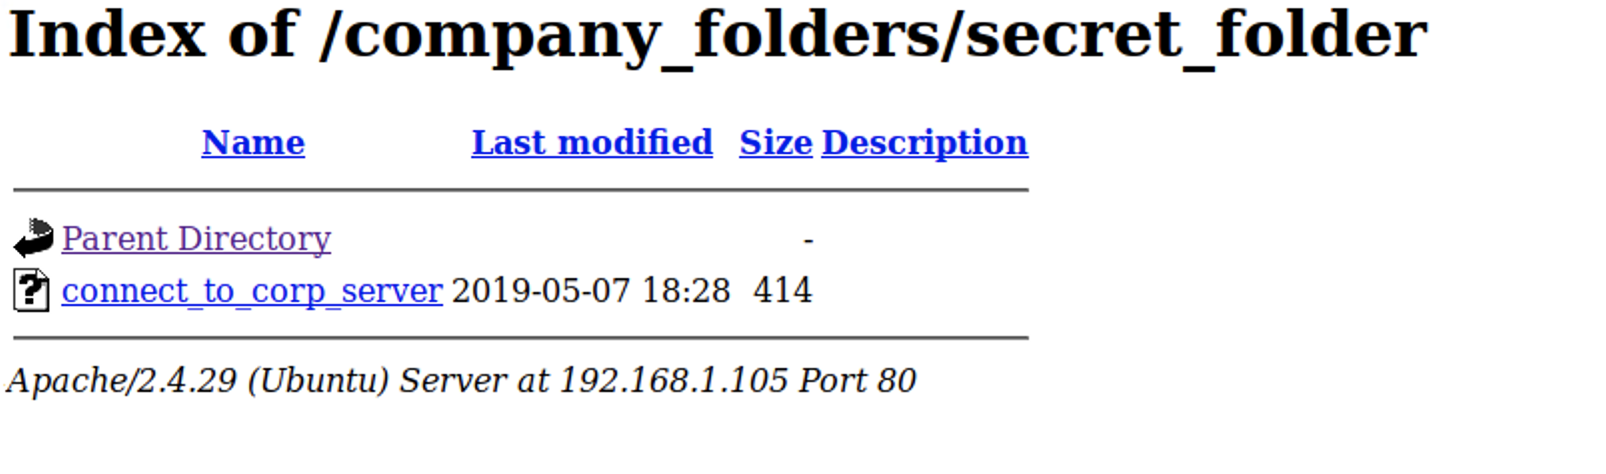 Index of /company_folders/secret_folder
Name Last modified Size Description
Parent Directory -
connect_to_corp_server 2019-05-07 18:28 414
Apache/2.4.29 (Ubuntu) Server at 192.168.1.105 Port 80